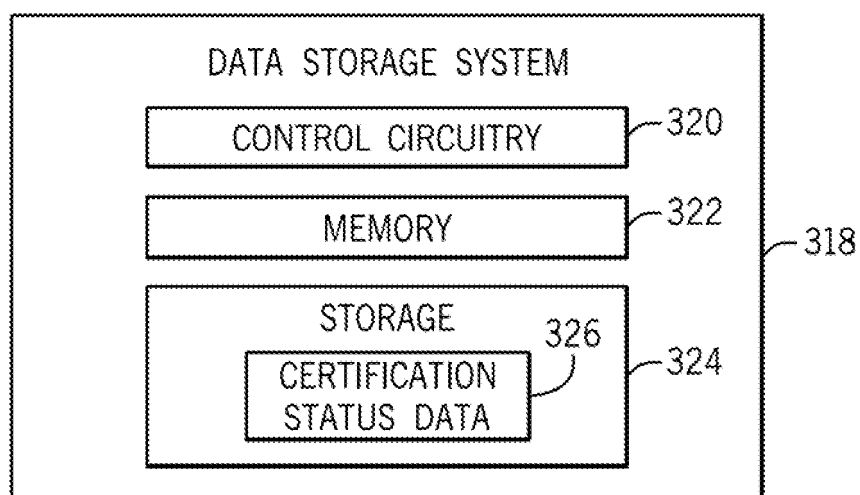 DATA STORAGE SYSTEM
CONTROL CIRCUITRY
320
MEMORY
322
318
STORAGE
326
324
CERTIFICATION
STATUS DATA